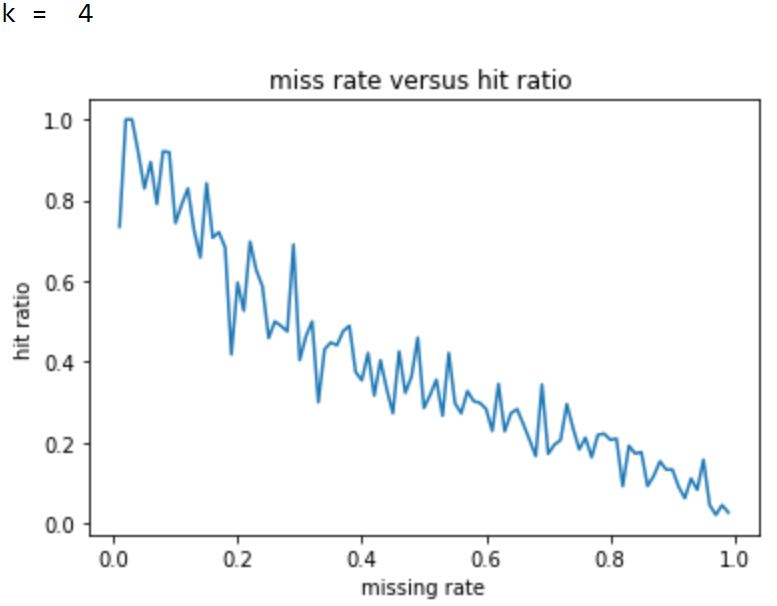 k =  4
miss rate versus hit ratio
1.0
0.8
0.6
0.4
0.2
0.0
hit ratio
0.0 0.2 0.4 0.6 0.8 1.0
missing rate